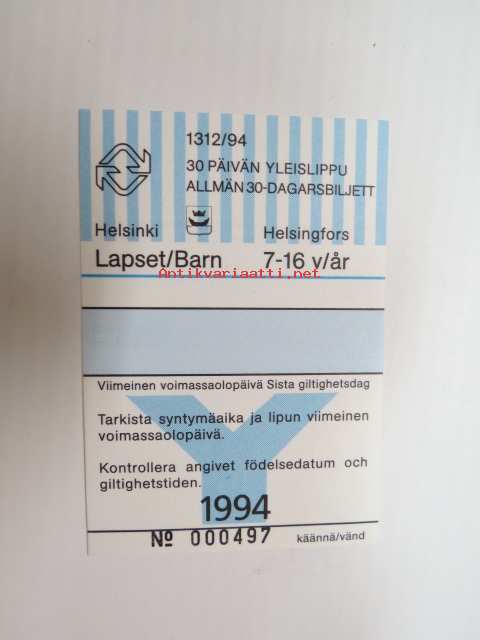 1312/94
30 PÄIVÄN YLEISLIPPU
ALLMÄN 30-DAGARSBILJETT
Helsinki Helsingfors
Lapset/Barn 7-16 v/år
Antikvariaatti.net
Viimeinen voimassaolopäivä Sista giltighetsdag
Tarkista syntymäaika ja lipun viimeinen
voimassaolopäivä.
Kontrollera angivet födelsedatum och
giltighetstiden.
Y
1994
№ 000497 käännä/vänd